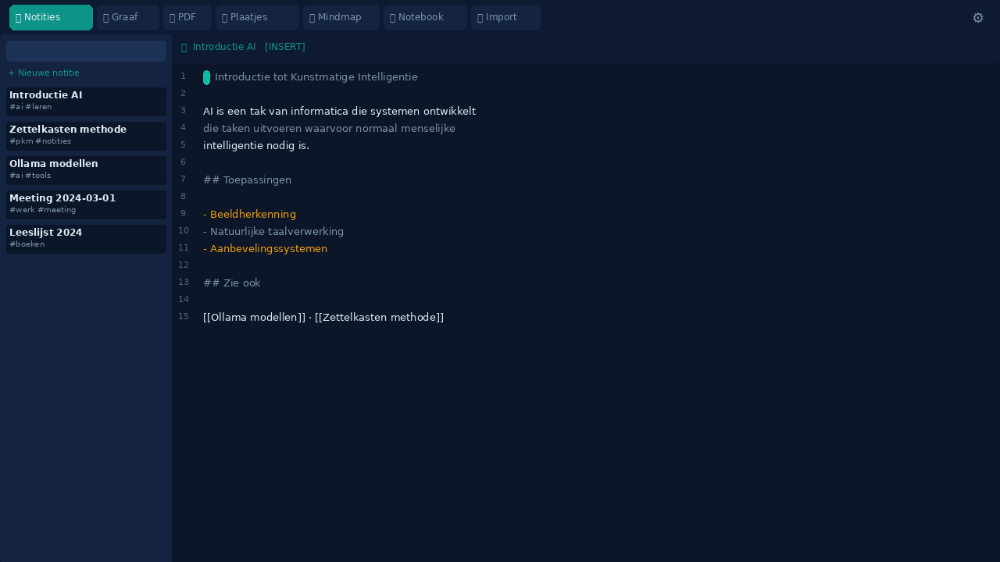 Notities Graaf PDF Plaatjes Mindmap Notebook Import
Introductie AI [INSERT]
+ Nieuwe notitie
Introductie AI
#ai #leren
Zettelkasten methode
#pkm #notities
Ollama modellen
#ai #tools
Meeting 2024-03-01
#werk #meeting
Leeslijst 2024
#boeken
1 Introductie tot Kunstmatige Intelligentie
2
3 AI is een tak van informatica die systemen ontwikkelt
4 die taken uitvoeren waarvoor normaal menselijke
5 intelligentie nodig is.
6
7 ## Toepassingen
8
9 - Beeldherkenning
10 - Natuurlijke taalverwerking
11 - Aanbevelingssystemen
12
13 ## Zie ook
14
15 [[Ollama modellen]] · [[Zettelkasten methode]]